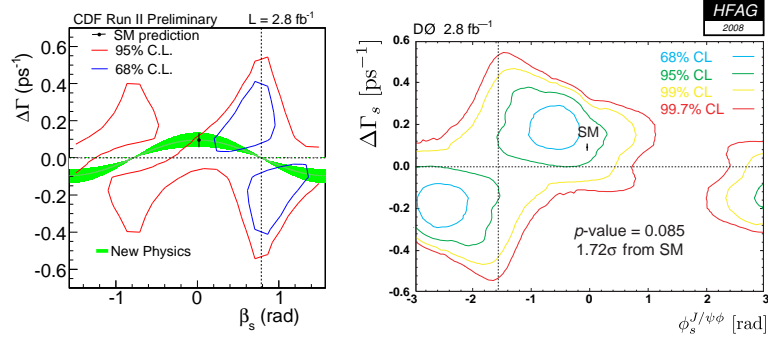 CDF Run II Preliminary L = 2.8 fb⁻¹
SM prediction
95% C.L.
68% C.L.
ΔΓ (ps⁻¹)
0.6
0.4
0.2
0.0
-0.2
-0.4
-0.6
New Physics
-1 0 1
βₛ (rad)
HFAG
2008
DØ 2.8 fb⁻¹
68% CL
95% CL
99% CL
99.7% CL
SM
ΔΓₛ [ps⁻¹]
0.6
0.4
0.2
0.0
-0.2
-0.4
-0.6
p-value = 0.085
1.72σ from SM
-3 -2 -1 0 1 2 3
ϕₛ^{J/ψϕ} [rad]